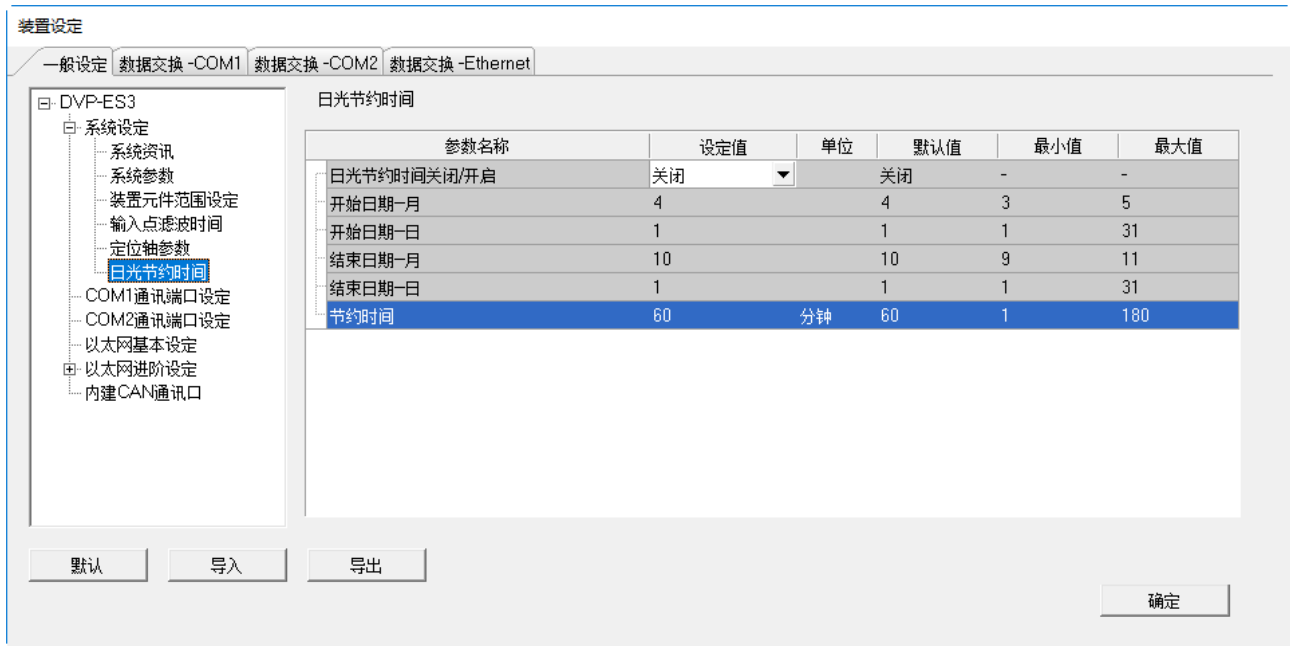 装置设定
一般设定 数据交换 -COM1 数据交换 -COM2 数据交换 -Ethernet
DVP-ES3
系统设定
系统资讯
系统参数
装置元件范围设定
输入点滤波时间
定位轴参数
日光节约时间
COM1通讯端口设定
COM2通讯端口设定
以太网基本设定
以太网进阶设定
内建CAN通讯口
日光节约时间
参数名称 设定值 单位 默认值 最小值 最大值
日光节约时间关闭/开启 关闭 关闭 - -
开始日期─月 4 4 3 5
开始日期─日 1 1 1 31
结束日期─月 10 10 9 11
结束日期─日 1 1 1 31
节约时间 60 分钟 60 1 180
默认 导入 导出
确定